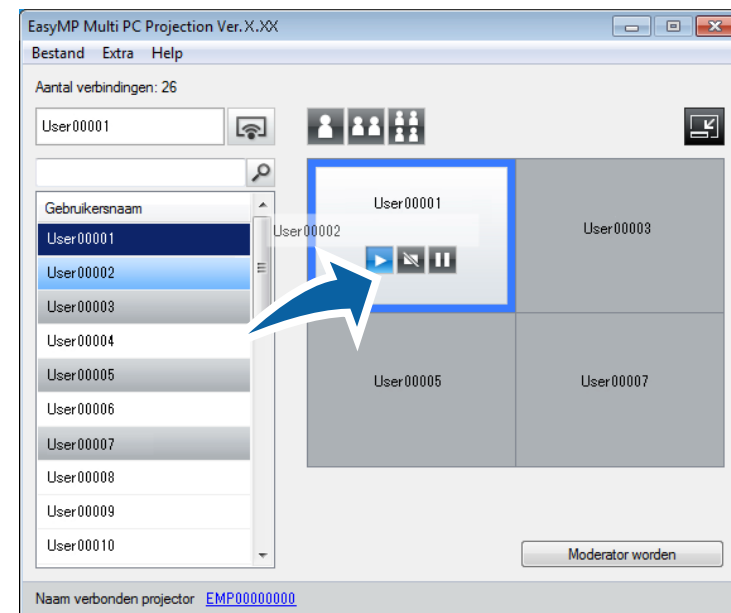 EasyMP Multi PC Projection Ver.X.XX
Bestand Extra Help
Aantal verbindingen: 26
User00001
Gebruikersnaam
User00001
User00002
User00003
User00004
User00005
User00006
User00007
User00008
User00009
User00010
User00002
User00001
User00003
User00005
User00007
Moderator worden
Naam verbonden projector EMP00000000